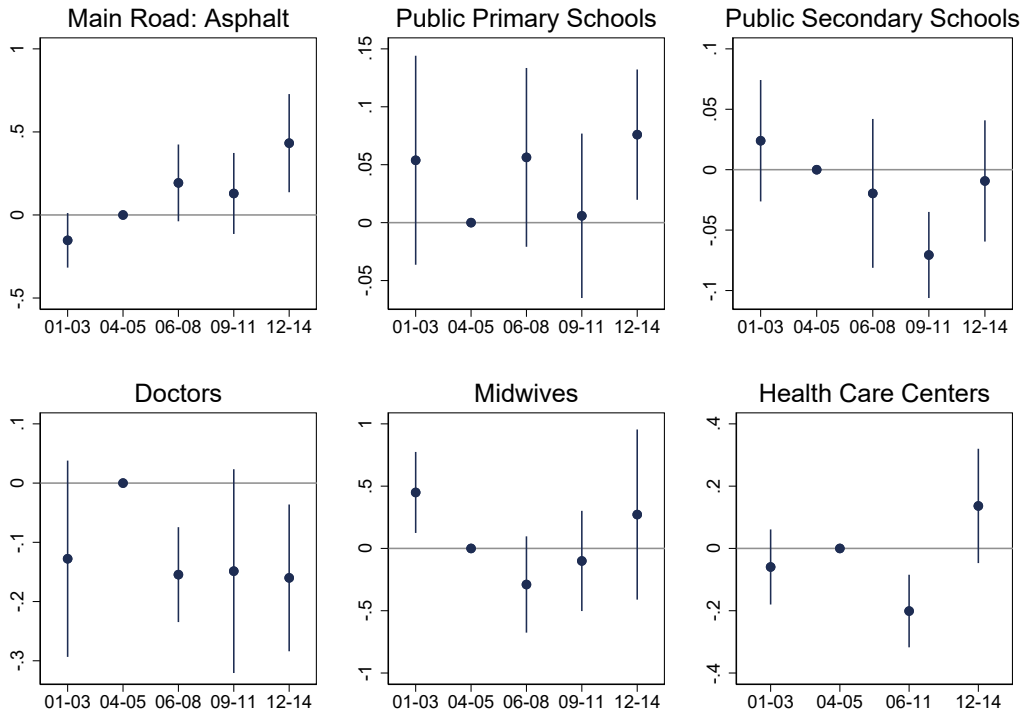 Main Road: Asphalt
1
.5
0
-.5
01-03 04-05 06-08 09-11 12-14
Public Primary Schools
.15
.1
.05
0
-.05
01-03 04-05 06-08 09-11 12-14
Public Secondary Schools
.1
.05
0
-.05
-.1
01-03 04-05 06-08 09-11 12-14
Doctors
.1
0
-.1
-.2
-.3
01-03 04-05 06-08 09-11 12-14
Midwives
1
.5
0
-.5
-1
01-03 04-05 06-08 09-11 12-14
Health Care Centers
.4
.2
0
-.2
-.4
01-03 04-05 06-11 12-14